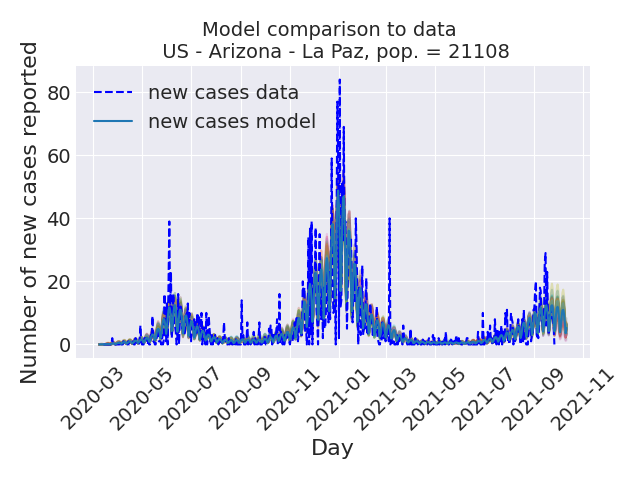 Model comparison to data
US - Arizona - La Paz, pop. = 21108
Number of new cases reported
80
60
40
20
0
new cases data
new cases model
2020-03
2020-05
2020-07
2020-09
2020-11
2021-01
2021-03
2021-05
2021-07
2021-09
2021-11
Day